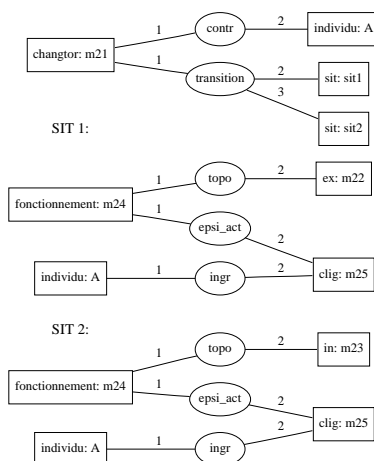 1 contr 2 individu: A
changtor: m21
1 transition 2 sit: sit1
3
SIT 1: sit: sit2
1 topo 2 ex: m22
fonctionnement: m24
1 epsi_act
2
individu: A 1 ingr 2 clig: m25
SIT 2:
1 topo 2 in: m23
fonctionnement: m24
1 epsi_act 2
clig: m25
2
individu: A 1 ingr